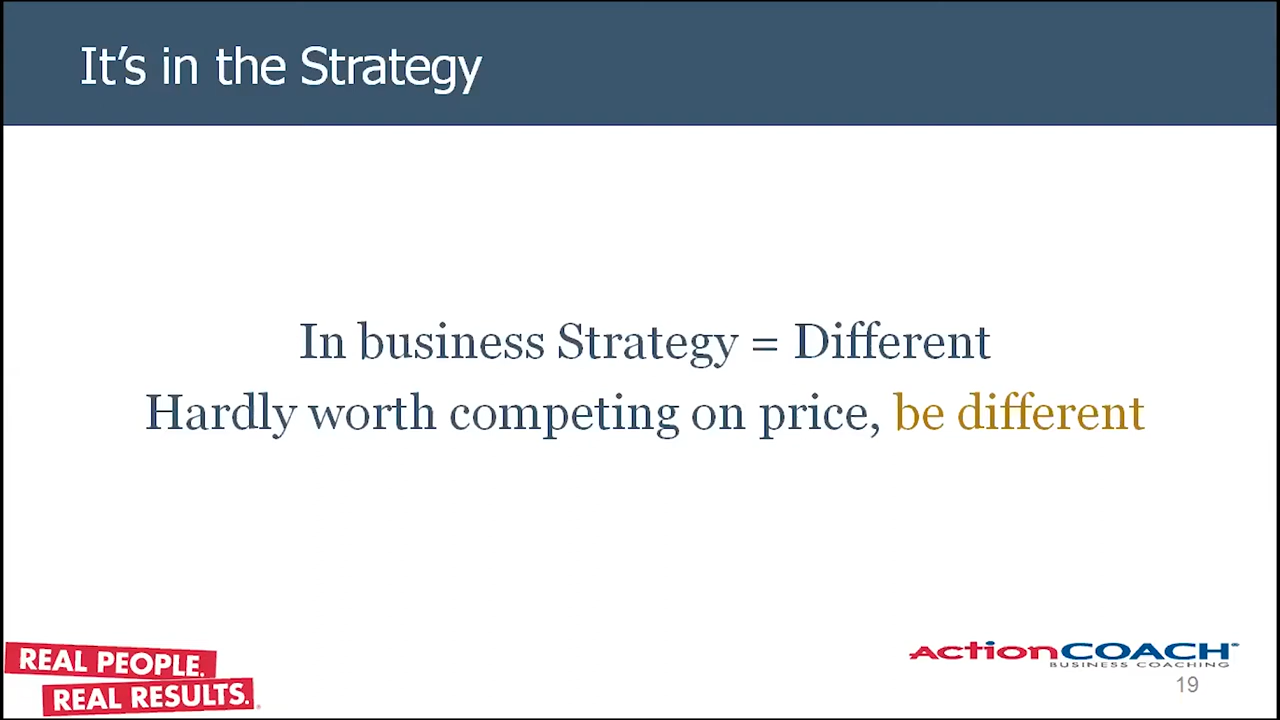 It's in the Strategy
In business Strategy = Different
Hardly worth competing on price, be different
REAL PEOPLE.
REAL RESULTS.
ActionCOACH
BUSINESS COACHING
19